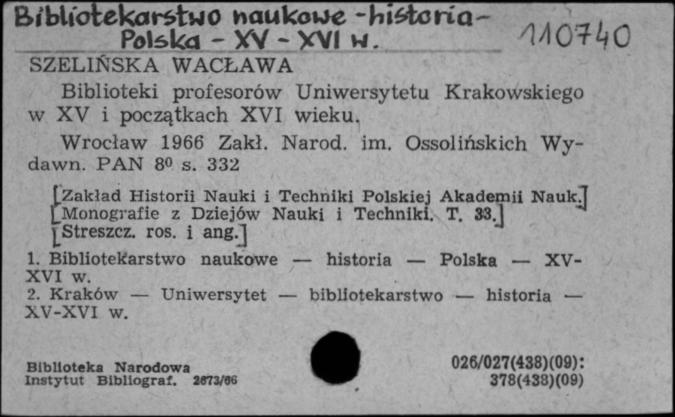 Bibliotekarstwo naukowe - historia -
Polska - XV - XVI w.
110740
SZELIŃSKA WACŁAWA
Biblioteki profesorów Uniwersytetu Krakowskiego
w XV i początkach XVI wieku.
Wrocław 1966 Zakł. Narod. im. Ossolińskich Wy-
dawn. PAN 8⁰ s. 332
[Zakład Historii Nauki i Techniki Polskiej Akademii Nauk.]
[Monografie z Dziejów Nauki i Techniki. T. 33.]
[Streszcz. ros. i ang.]
1. Bibliotekarstwo naukowe — historia — Polska — XV-
XVI w.
2. Kraków — Uniwersytet — bibliotekarstwo — historia —
XV-XVI w.
Biblioteka Narodowa
Instytut Bibliograf. 2673/66
026/027(438)(09):
378(438)(09)